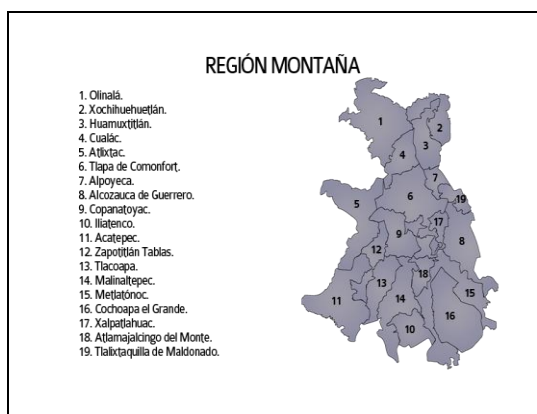 REGIÓN MONTAÑA
1. Olinalá.
2. Xochihuehuetlán.
3. Huamuxtitlán.
4. Cualác.
5. Atlixtac.
6. Tlapa de Comonfort.
7. Alpoyeca.
8. Alcozauca de Guerrero.
9. Copanatoyac.
10. Iliatenco.
11. Acatepec.
12. Zapotitlán Tablas.
13. Tlacoapa.
14. Malinaltepec.
15. Metlatónoc.
16. Cochoapa el Grande.
17. Xalpatlahuac.
18. Atlamajalcingo del Monte.
19. Tlalixtaquilla de Maldonado.
1
2
3
4
7
6
19
5
17
9
8
12
18
13
15
14
11
16
10